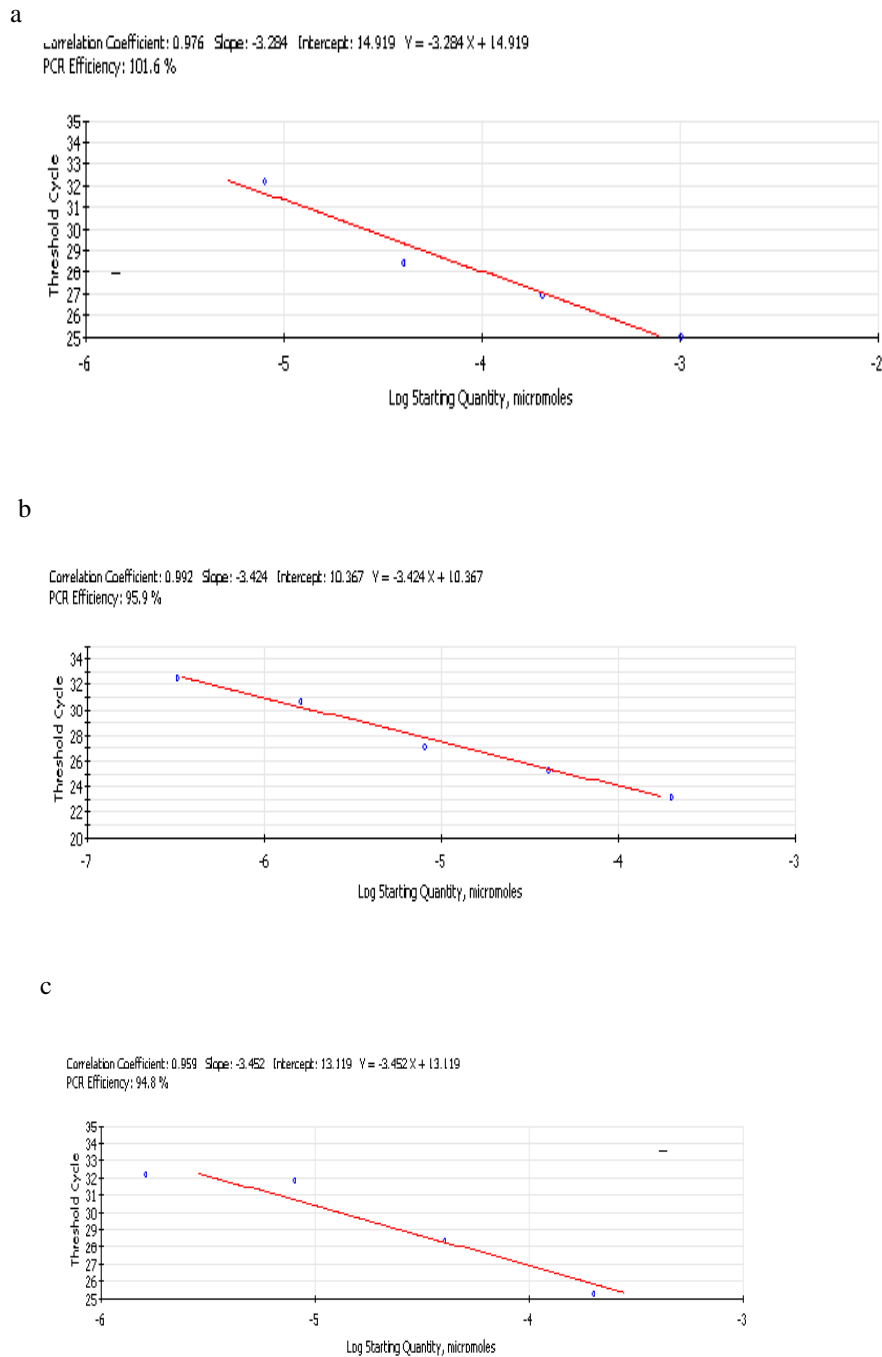 a
Correlation Coefficient: 0.976 Slope: -3.284 Intercept: 14.919 Y = -3.284 X + 14.919
PCR Efficiency: 101.6 %
Threshold Cycle
35
34
33
32
31
30
29
28
27
26
25
-6 -5 -4 -3 -2
Log Starting Quantity, micromoles
b
Correlation Coefficient: 0.992 Slope: -3.424 Intercept: 10.367 Y = -3.424 X + 10.367
PCR Efficiency: 95.9 %
Threshold Cycle
34
32
30
28
26
24
22
20
-7 -6 -5 -4 -3
Log Starting Quantity, micromoles
c
Correlation Coefficient: 0.959 Slope: -3.452 Intercept: 13.119 Y = -3.452 X + 13.119
PCR Efficiency: 94.8 %
Threshold Cycle
35
34
33
32
31
30
29
28
27
26
25
-6 -5 -4 -3
Log Starting Quantity, micromoles